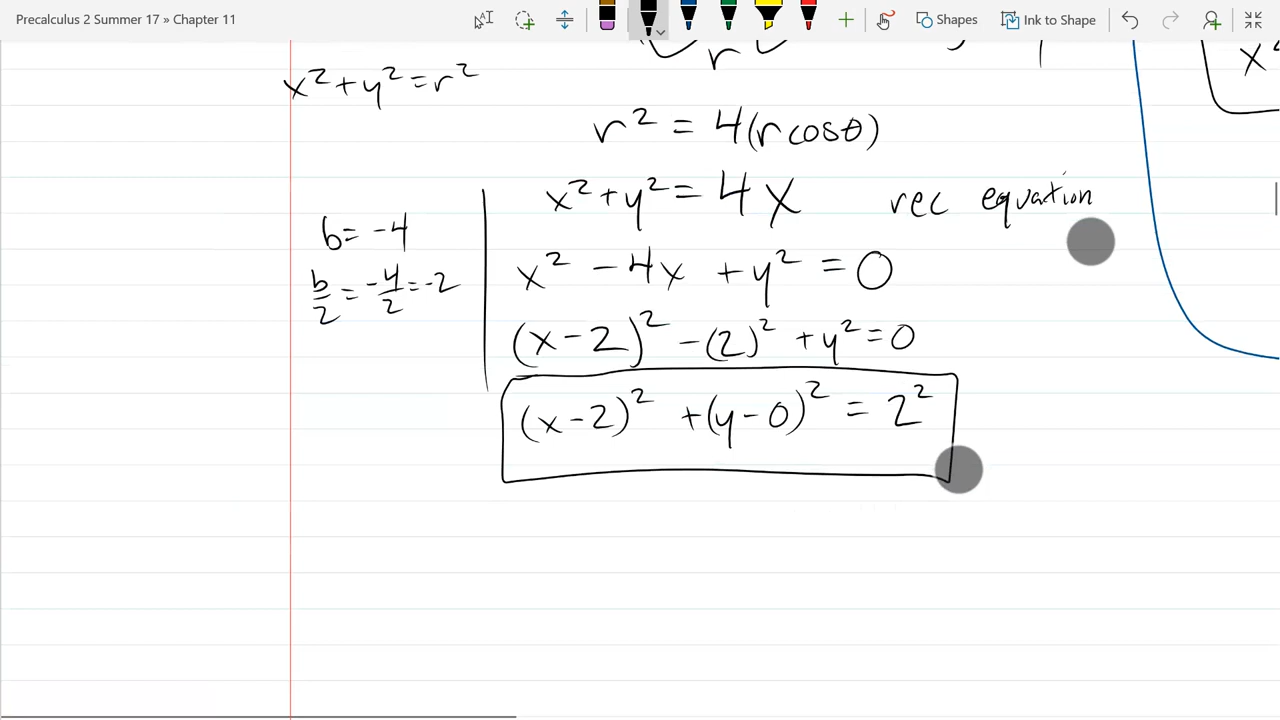 Precalculus 2 Summer 17 » Chapter 11
Shapes
Ink to Shape
r
x²
x²+y²=r²
r² = 4(rcosθ)
x²+y²= 4x rec equation
b= -4
b/2 = -4/2 = -2
x² - 4x + y² = 0
(x-2)² - (2)² + y² = 0
(x-2)² + (y-0)² = 2²